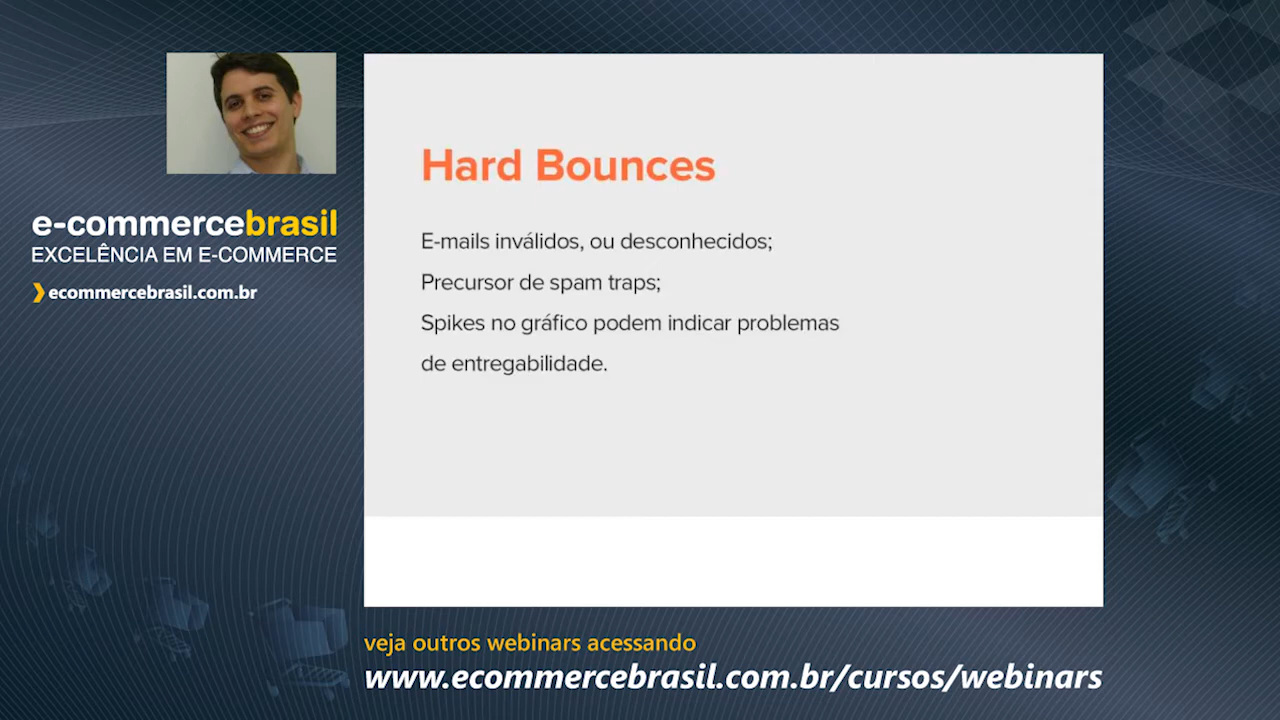 e-commercebrasil
EXCELÊNCIA EM E-COMMERCE
ecommercebrasil.com.br
Hard Bounces
E-mails inválidos, ou desconhecidos;
Precursor de spam traps;
Spikes no gráfico podem indicar problemas
de entregabilidade.
veja outros webinars acessando
www.ecommercebrasil.com.br/cursos/webinars